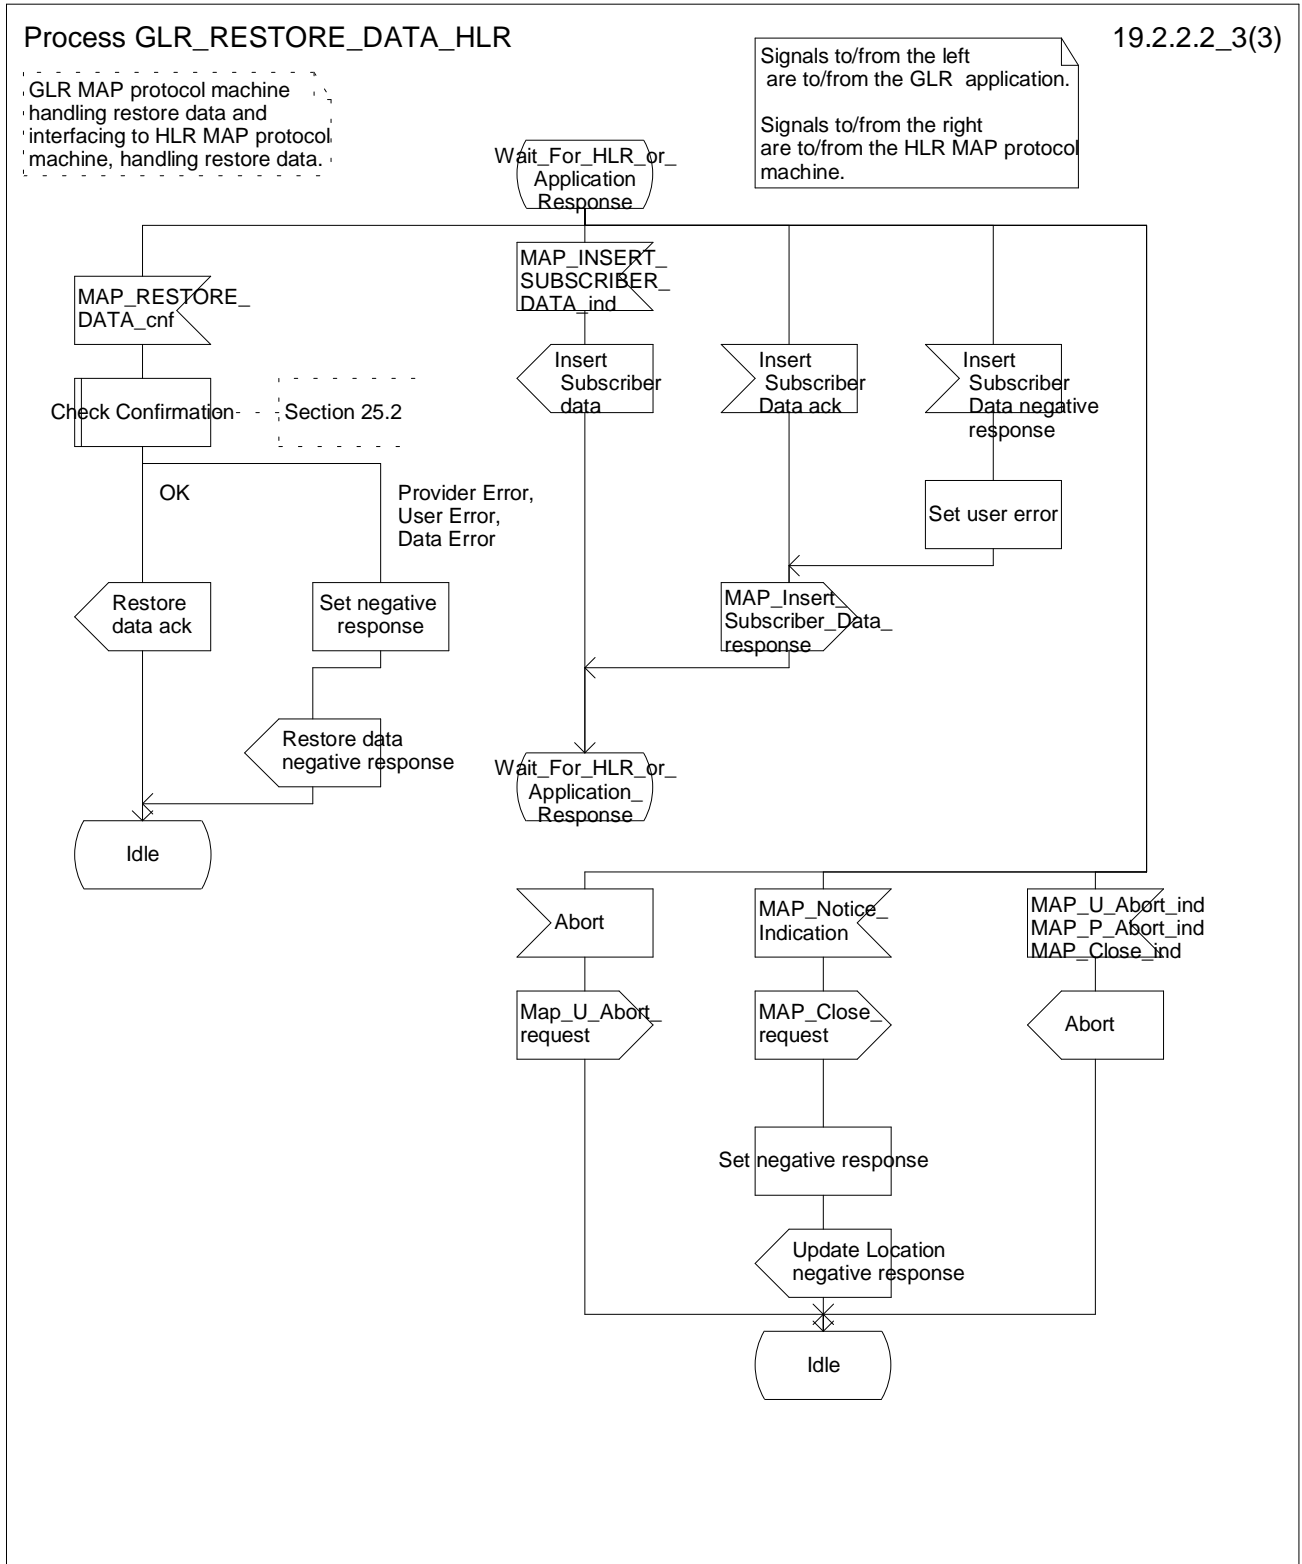 Process GLR_RESTORE_DATA_HLR
19.2.2.2_3(3)
GLR MAP protocol machine
handling restore data and
interfacing to HLR MAP protocol
machine, handling restore data.
Signals to/from the left
are to/from the GLR application.
Signals to/from the right
are to/from the HLR MAP protocol
machine.
Wait_For_HLR_or_
Application
Response
MAP_RESTORE_
DATA_cnf
MAP_INSERT_
SUBSCRIBER_
DATA_ind
Insert
Subscriber
data
Insert
Subscriber
Data ack
Insert
Subscriber
Data negative
response
Check Confirmation
Section 25.2
OK
Provider Error,
User Error,
Data Error
Set user error
Restore
data ack
Set negative
response
MAP_Insert_
Subscriber_Data_
response
Restore data
negative response
Wait_For_HLR_or_
Application_
Response
Idle
Abort
MAP_Notice_
Indication
MAP_U_Abort_ind
MAP_P_Abort_ind
MAP_Close_ind
Map_U_Abort_
request
MAP_Close_
request
Abort
Set negative response
Update Location
negative response
Idle